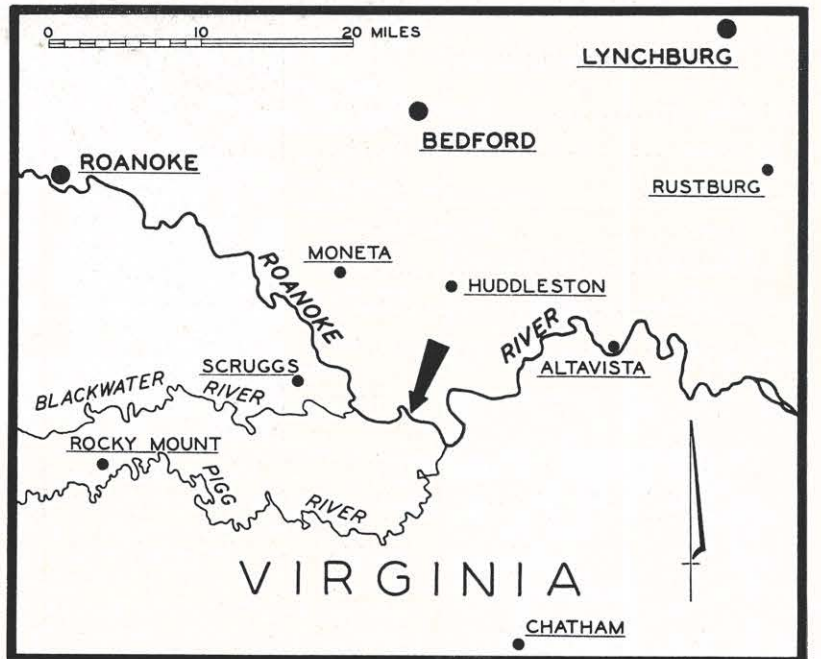 0 10 20 MILES
LYNCHBURG
BEDFORD
ROANOKE
RUSTBURG
MONETA
ROANOKE
HUDDLESTON
RIVER
SCRUGGS
ALTAVISTA
BLACKWATER RIVER
ROCKY MOUNT
PIGG RIVER
VIRGINIA
CHATHAM